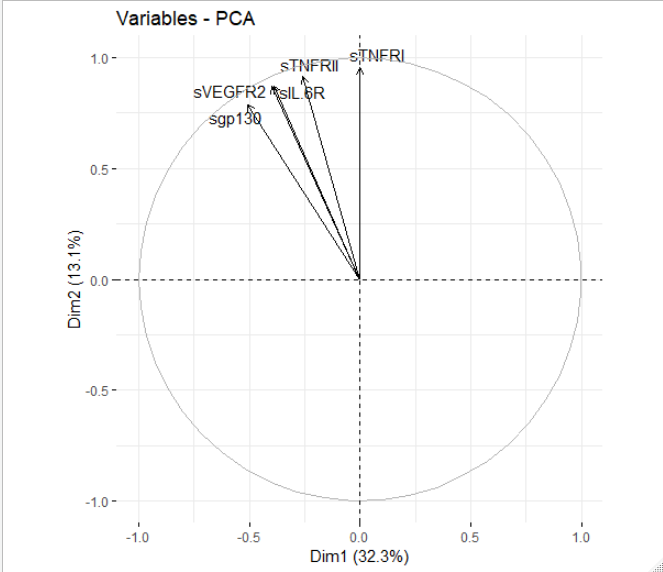 Variables - PCA
1.0
0.5
0.0
-0.5
-1.0
Dim2 (13.1%)
sTNFRI
sTNFRII
sVEGFR2
sIL.6R
sgp130
-1.0
-0.5
0.0
0.5
1.0
Dim1 (32.3%)